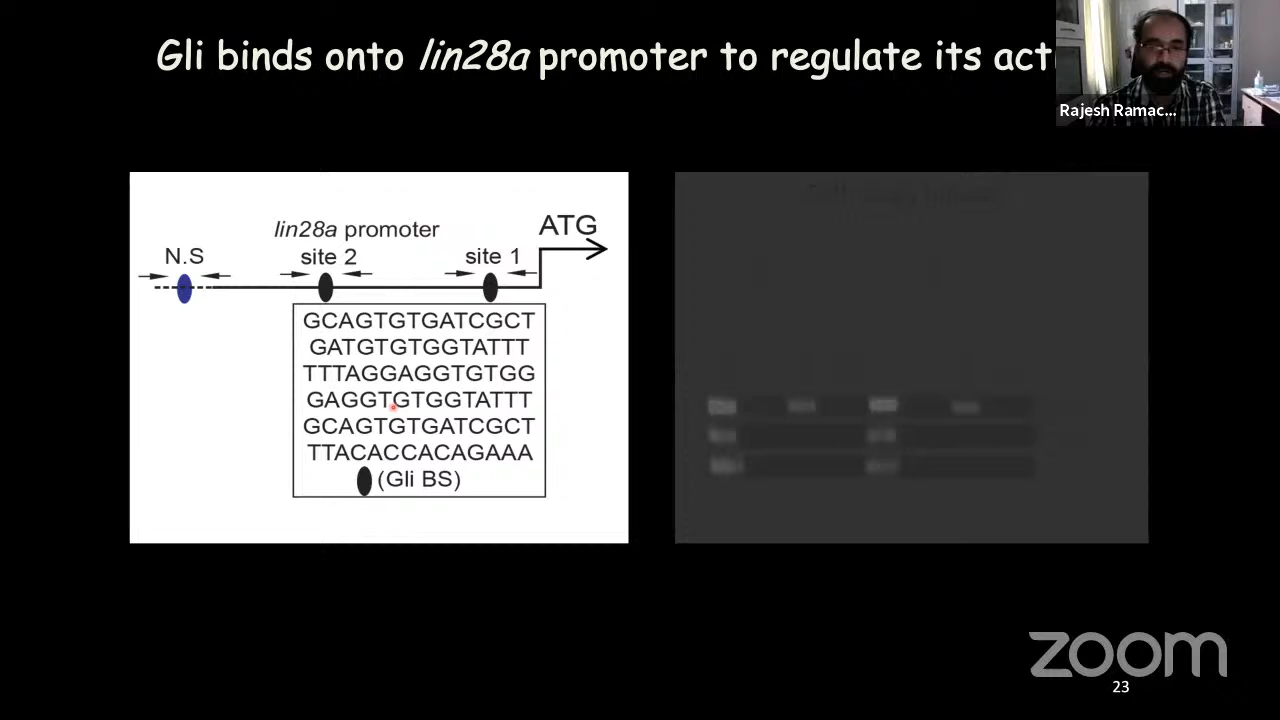 Gli binds onto lin28a promoter to regulate its act
Rajesh Ramac...
lin28a promoter
ATG
N.S
site 2
site 1
GCAGTGTGATCGCT
GATGTGTGGTATTT
TTTAGGAGGTGTGG
GAGGTGTGGTATTT
GCAGTGTGATCGCT
TTACACCACAGAAA
(Gli BS)
zoom
23